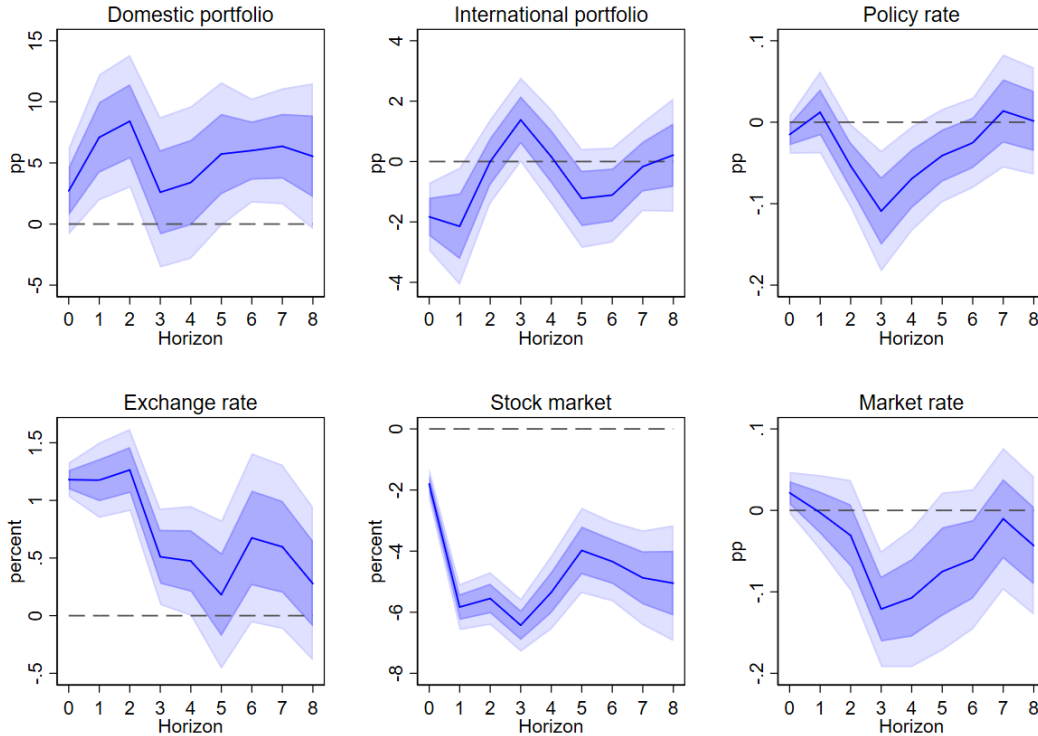 Domestic portfolio
pp
15
10
5
0
-5
0 1 2 3 4 5 6 7 8
Horizon
International portfolio
pp
4
2
0
-2
-4
0 1 2 3 4 5 6 7 8
Horizon
Policy rate
pp
.1
0
-.1
-.2
0 1 2 3 4 5 6 7 8
Horizon
Exchange rate
percent
1.5
1
.5
0
-.5
0 1 2 3 4 5 6 7 8
Horizon
Stock market
percent
0
-2
-4
-6
-8
0 1 2 3 4 5 6 7 8
Horizon
Market rate
pp
.1
0
-.1
-.2
0 1 2 3 4 5 6 7 8
Horizon